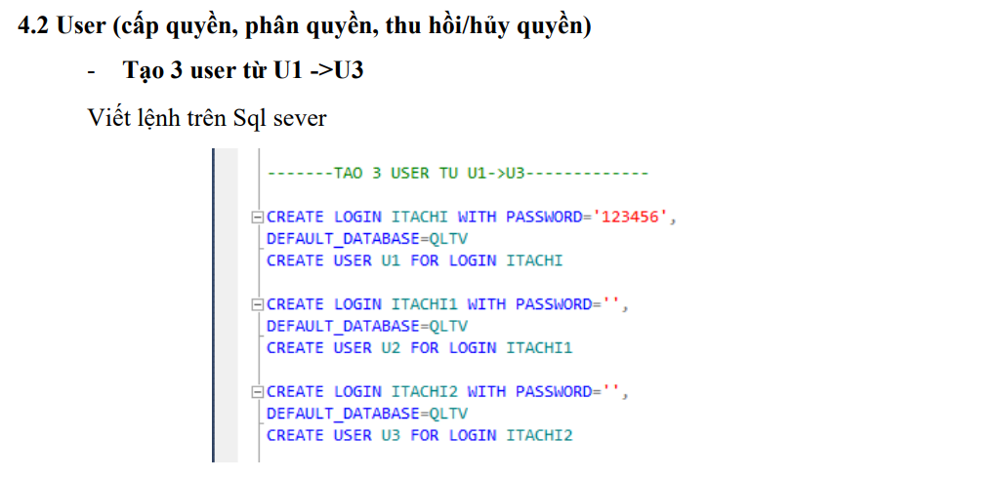 4.2 User (cấp quyền, phân quyền, thu hồi/hủy quyền)
- Tạo 3 user từ U1 ->U3
Viết lệnh trên Sql sever
-------TAO 3 USER TU U1->U3-------------
CREATE LOGIN ITACHI WITH PASSWORD='123456',
DEFAULT_DATABASE=QLTV
CREATE USER U1 FOR LOGIN ITACHI
CREATE LOGIN ITACHI1 WITH PASSWORD='',
DEFAULT_DATABASE=QLTV
CREATE USER U2 FOR LOGIN ITACHI1
CREATE LOGIN ITACHI2 WITH PASSWORD='',
DEFAULT_DATABASE=QLTV
CREATE USER U3 FOR LOGIN ITACHI2